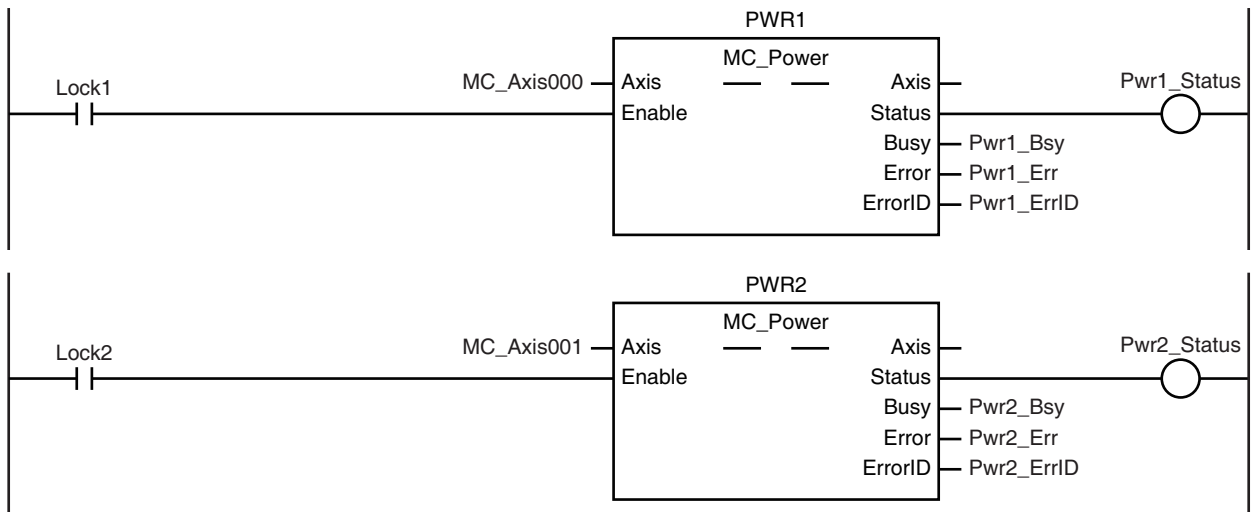 PWR1
MC_Power
MC_Axis000 Axis Axis Pwr1_Status
Lock1
Enable Status
Busy Pwr1_Bsy
Error Pwr1_Err
ErrorID Pwr1_ErrID
PWR2
MC_Power
MC_Axis001 Axis Axis Pwr2_Status
Lock2
Enable Status
Busy Pwr2_Bsy
Error Pwr2_Err
ErrorID Pwr2_ErrID